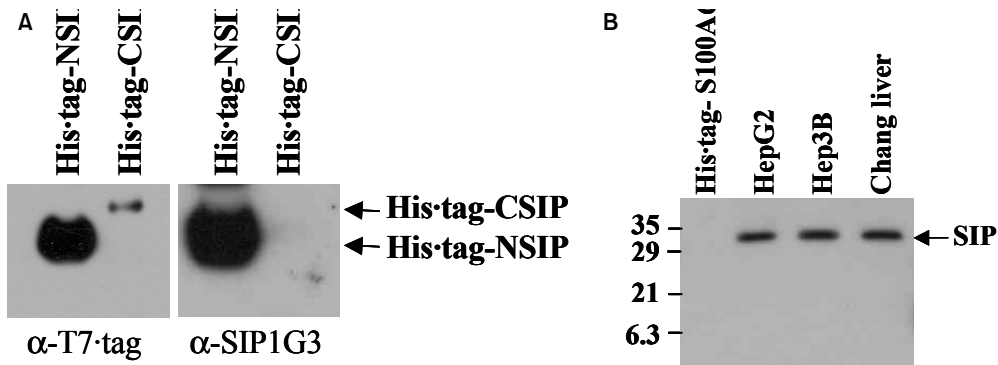 A
His·tag-NSI
His·tag-CSI
His·tag-NSI
His·tag-CSI
His·tag-CSIP
His·tag-NSIP
α-T7·tag
α-SIP1G3
B
His·tag- S100A
HepG2
Hep3B
Chang liver
35
29
21
6.3
SIP